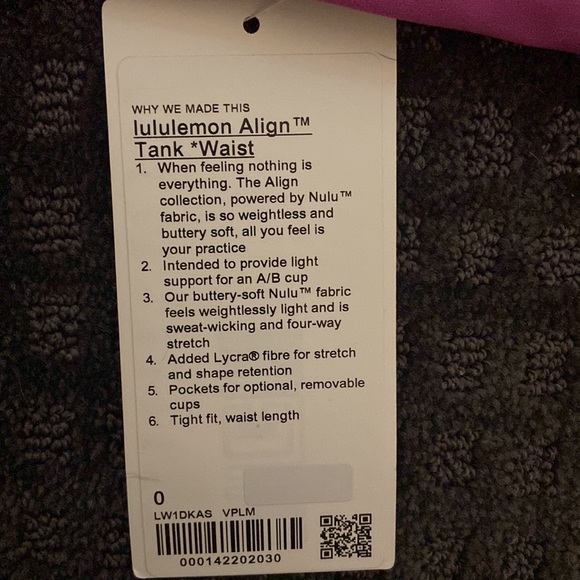 WHY WE MADE THIS
lululemon Align™
Tank *Waist
1. When feeling nothing is
everything. The Align
collection, powered by Nulu™
fabric, is so weightless and
buttery soft, all you feel is
your practice
2. Intended to provide light
support for an A/B cup
3. Our buttery-soft Nulu™ fabric
feels weightlessly light and is
sweat-wicking and four-way
stretch
4. Added Lycra® fibre for stretch
and shape retention
5. Pockets for optional, removable
cups
6. Tight fit, waist length
0
LW1DKAS VPLM
000142202030